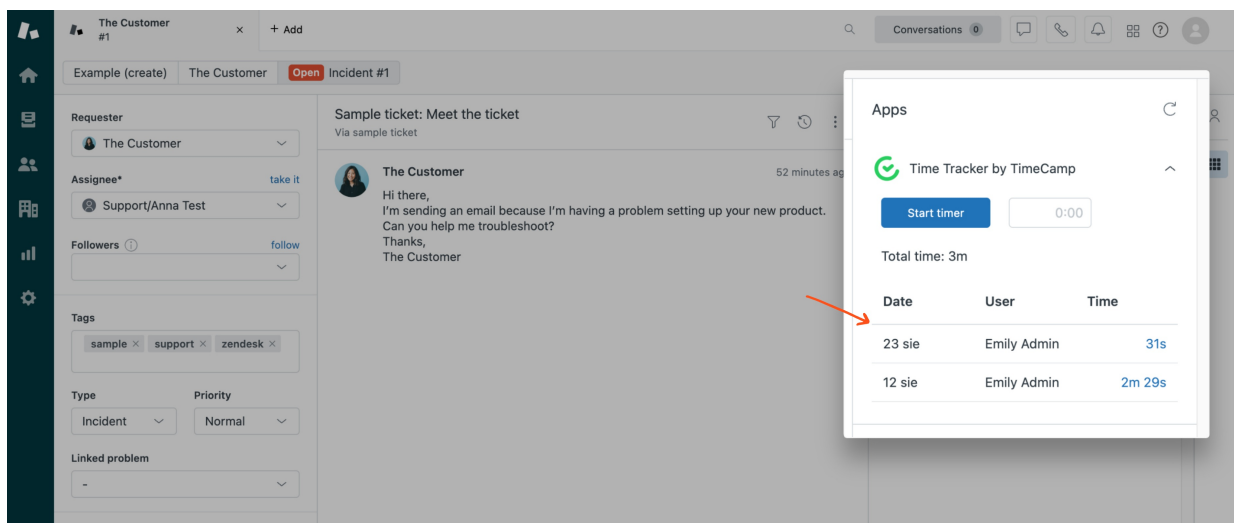 The Customer
#1
×
+ Add
Conversations 0
Example (create)
The Customer
Open Incident #1
Requester
The Customer
Assignee*
take it
Support/Anna Test
Followers
follow
Tags
sample ×
support ×
zendesk ×
Type
Priority
Incident
Normal
Linked problem
-
Sample ticket: Meet the ticket
Via sample ticket
The Customer
52 minutes ag
Hi there,
I'm sending an email because I'm having a problem setting up your new product.
Can you help me troubleshoot?
Thanks,
The Customer
Apps
Time Tracker by TimeCamp
Start timer
0:00
Total time: 3m
Date User Time
23 sie Emily Admin 31s
12 sie Emily Admin 2m 29s